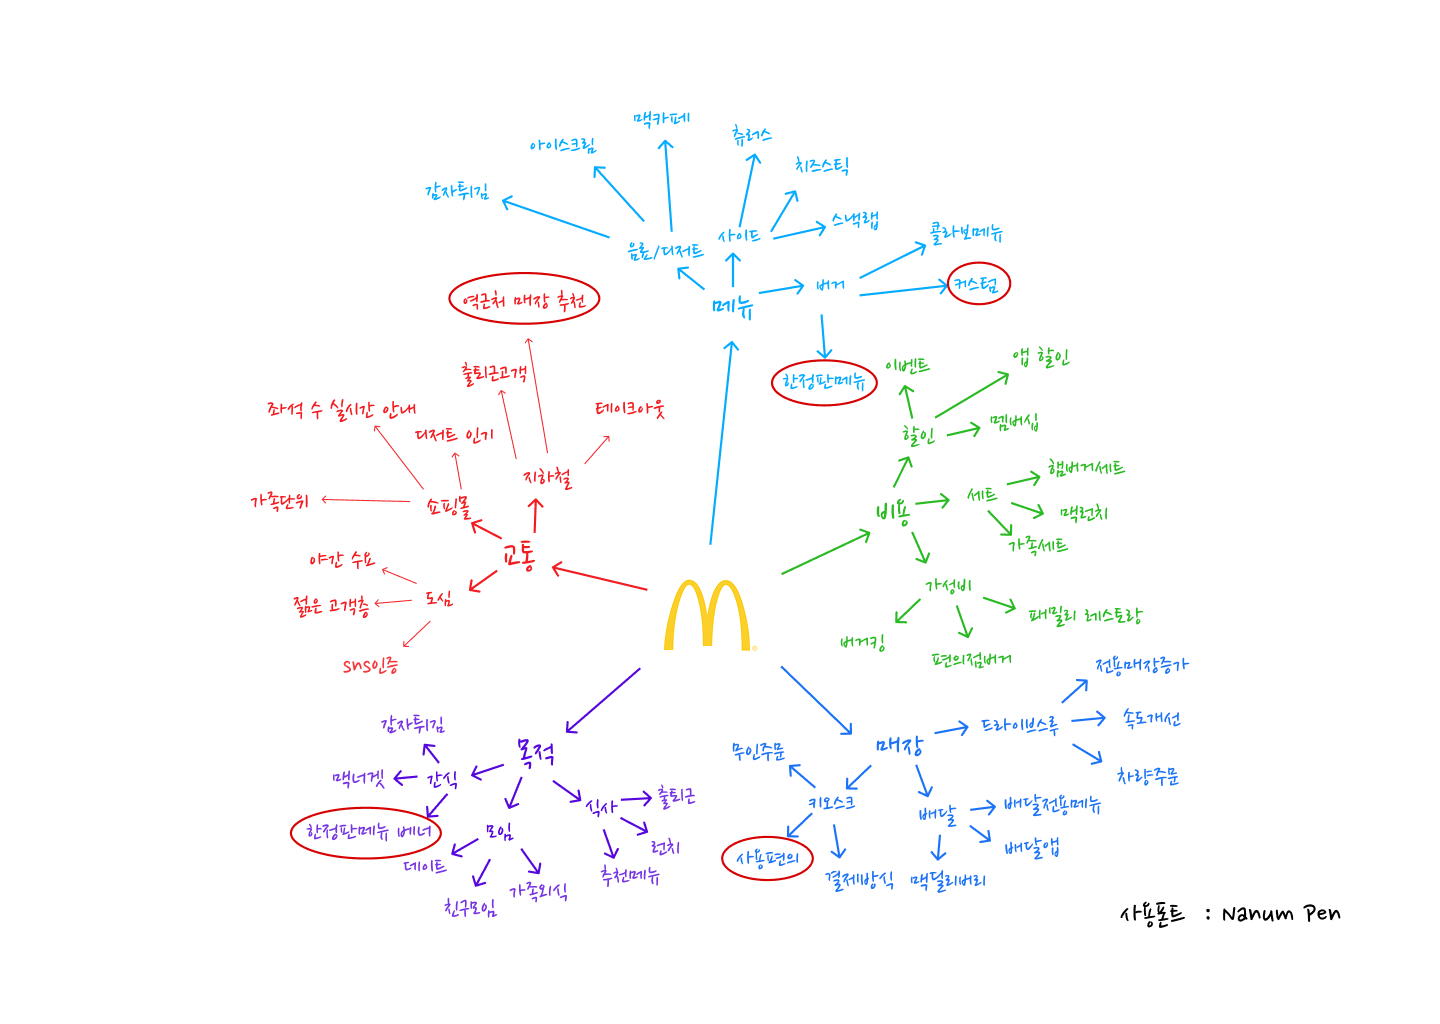 맥카페
츄러스
아이스크림
치즈스틱
감자튀김
스낵랩
사이드
음료/디저트
콜라보메뉴
버거
커스텀
메뉴
한정판메뉴
역근처 매장 추천
출퇴근고객
테이크아웃
좌석 수 실시간 안내
디저트 인기
지하철
가족단위
쇼핑몰
교통
야간 수요
도심
젊은 고객층
sns인증
이벤트
앱 할인
할인
멤버십
햄버거세트
세트
비용
맥런치
가족세트
가성비
패밀리 레스토랑
버거킹
편의점버거
전용매장증가
드라이브스루
속도개선
매장
차량주문
무인주문
키오스크
배달전용메뉴
배달
배달앱
사용편의
결제방식
맥딜리버리
감자튀김
목적
맥너겟
간식
출퇴근
식사
한정판메뉴 베너
모임
런치
데이트
추천메뉴
가족외식
친구모임
사용폰트 : Nanum Pen